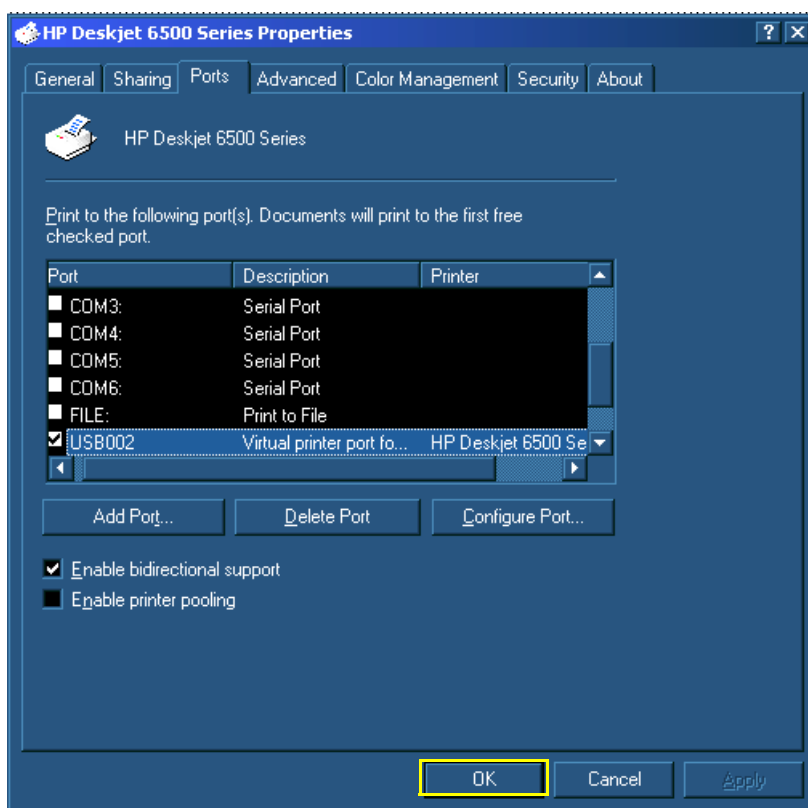 HP Deskjet 6500 Series Properties
General Sharing Ports Advanced Color Management Security About
HP Deskjet 6500 Series
Print to the following port(s). Documents will print to the first free
checked port.
Port Description Printer
COM3: Serial Port
COM4: Serial Port
COM5: Serial Port
COM6: Serial Port
FILE: Print to File
USB002 Virtual printer port fo... HP Deskjet 6500 Se
Add Port... Delete Port Configure Port...
Enable bidirectional support
Enable printer pooling
OK Cancel Apply